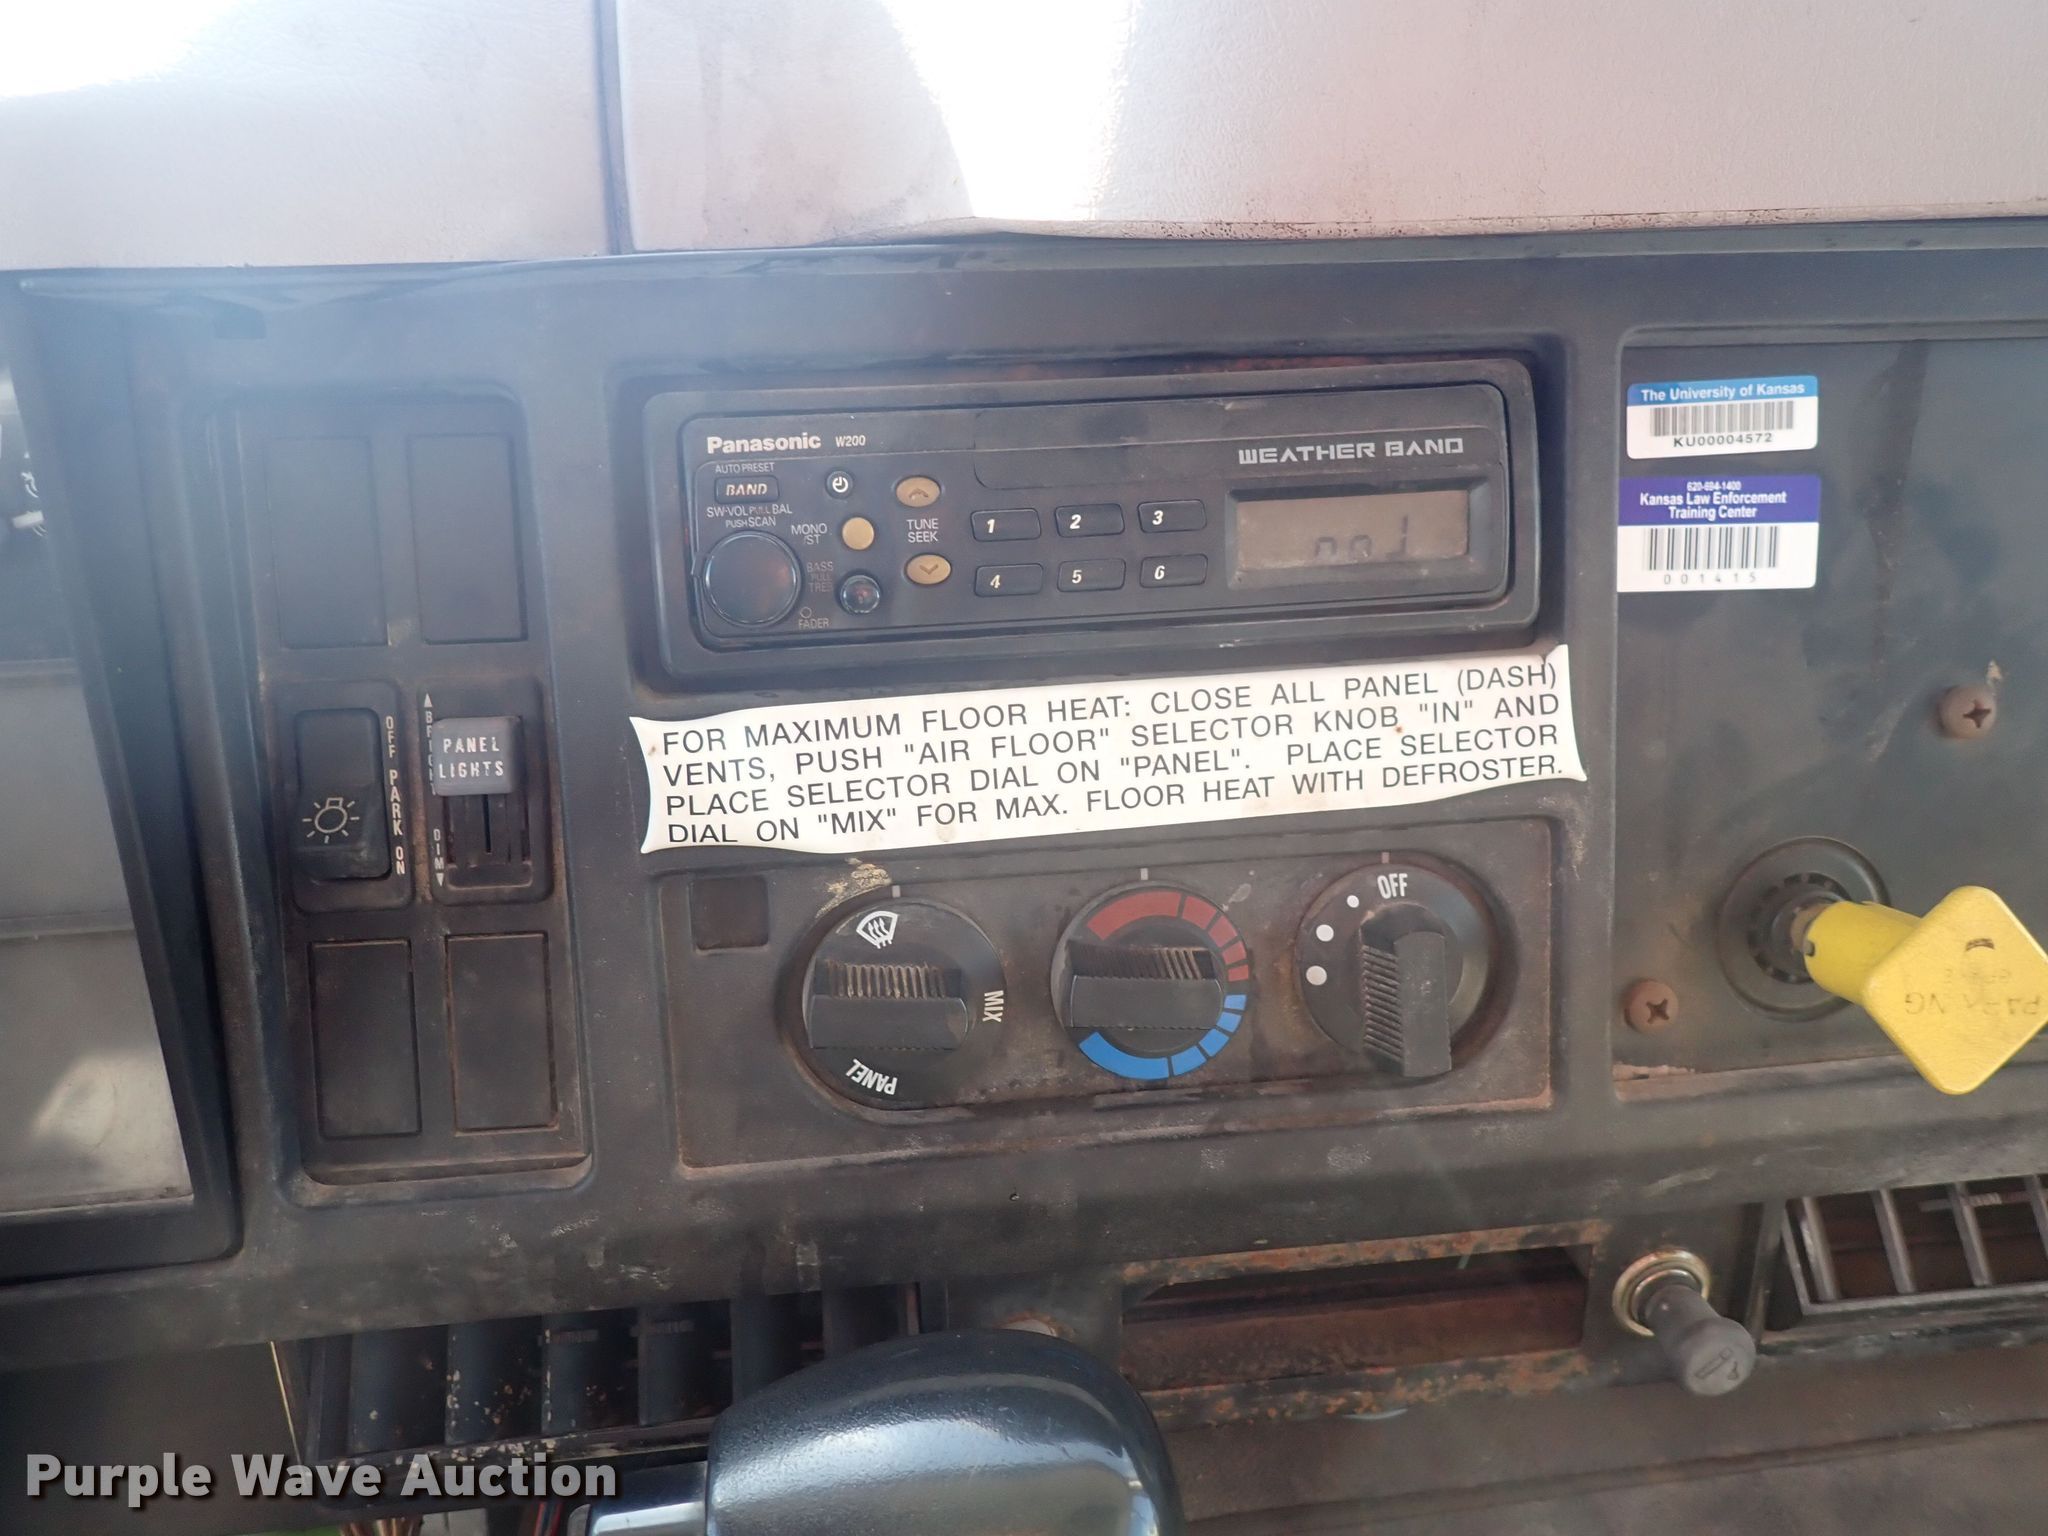 The University of Kansas
KU00004572
620-694-1400
Kansas Law Enforcement
Training Center
001415
Panasonic W200
WEATHER BAND
AUTO PRESET
BAND
SW·VOL PULL BAL
PUSH SCAN
MONO
/ST
TUNE
SEEK
BASS
PULL
TRE
FADER
1 2 3
4 5 6
OFF PARK ON
BRIGHT
DIM
PANEL
LIGHTS
FOR MAXIMUM FLOOR HEAT: CLOSE ALL PANEL (DASH)
VENTS, PUSH "AIR FLOOR" SELECTOR KNOB "IN" AND
PLACE SELECTOR DIAL ON "PANEL". PLACE SELECTOR
DIAL ON "MIX" FOR MAX. FLOOR HEAT WITH DEFROSTER.
MIX
PANEL
OFF
Purple Wave Auction